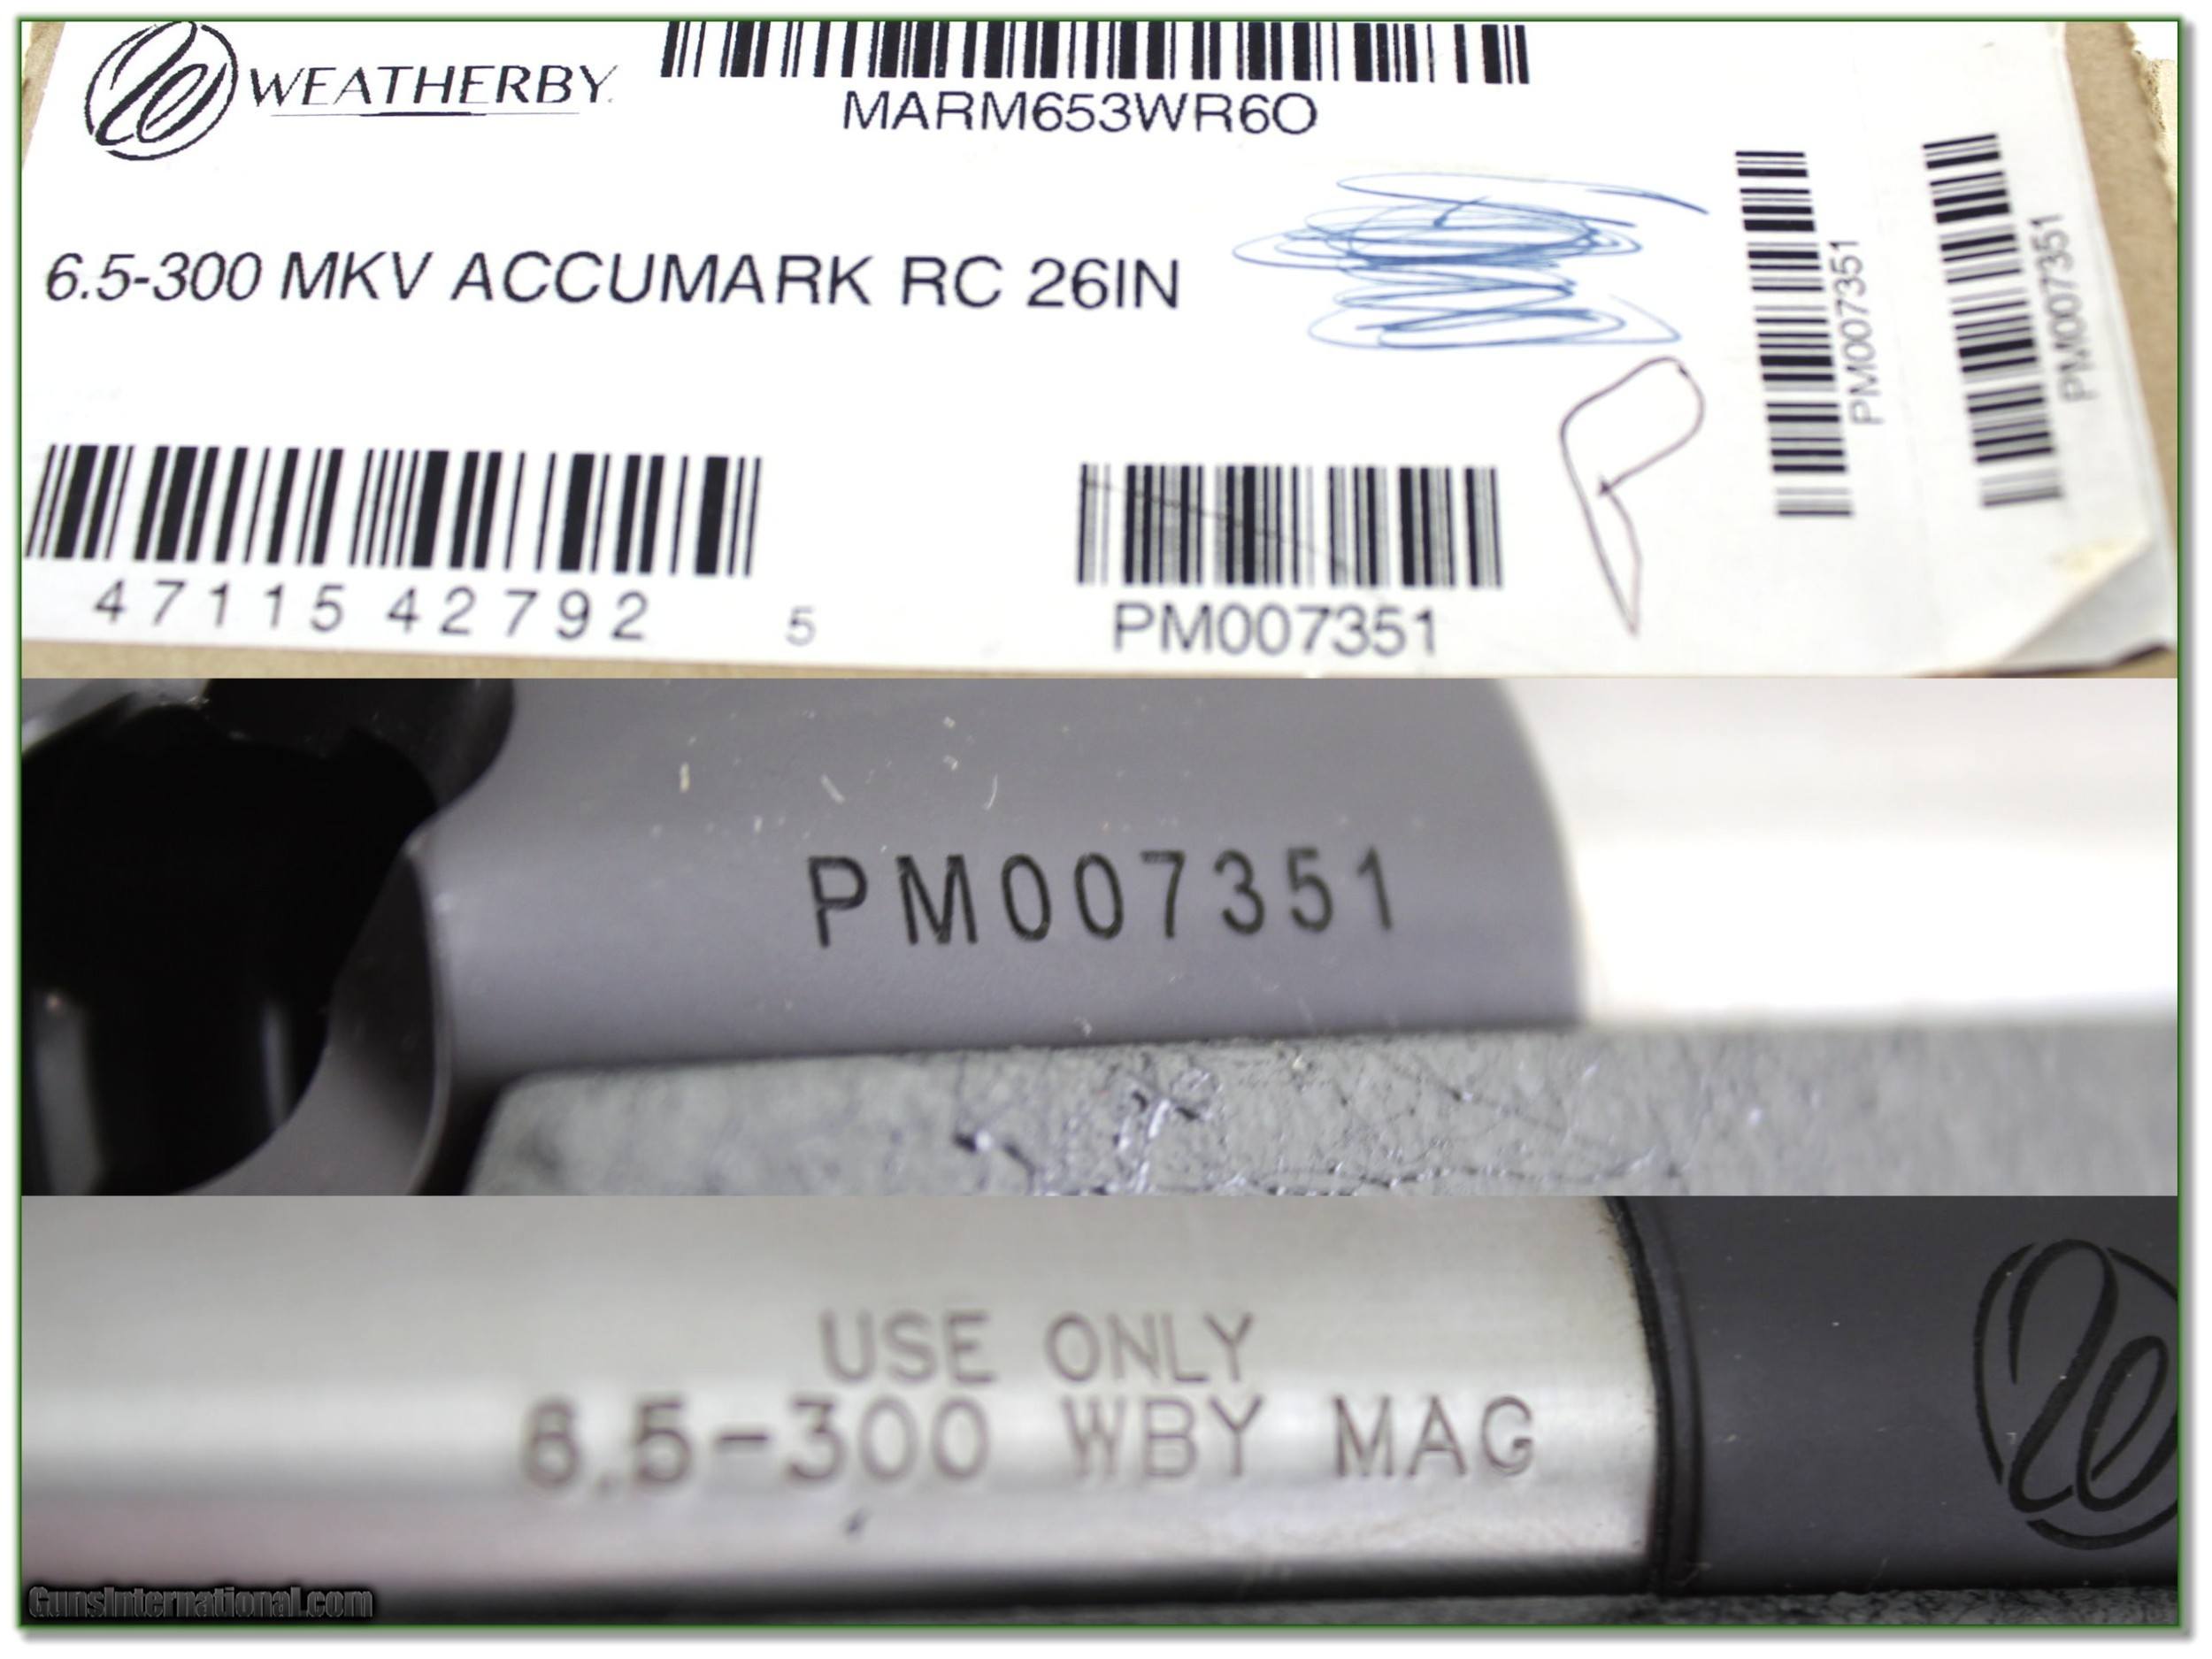 WEATHERBY
MARM653WR6O
6.5-300 MKV ACCUMARK RC 26IN
PM007351
PM007351
47115 42792 5
PM007351
P
PM007351
USE ONLY
6.5-300 WBY MAG
GunsInternational.com